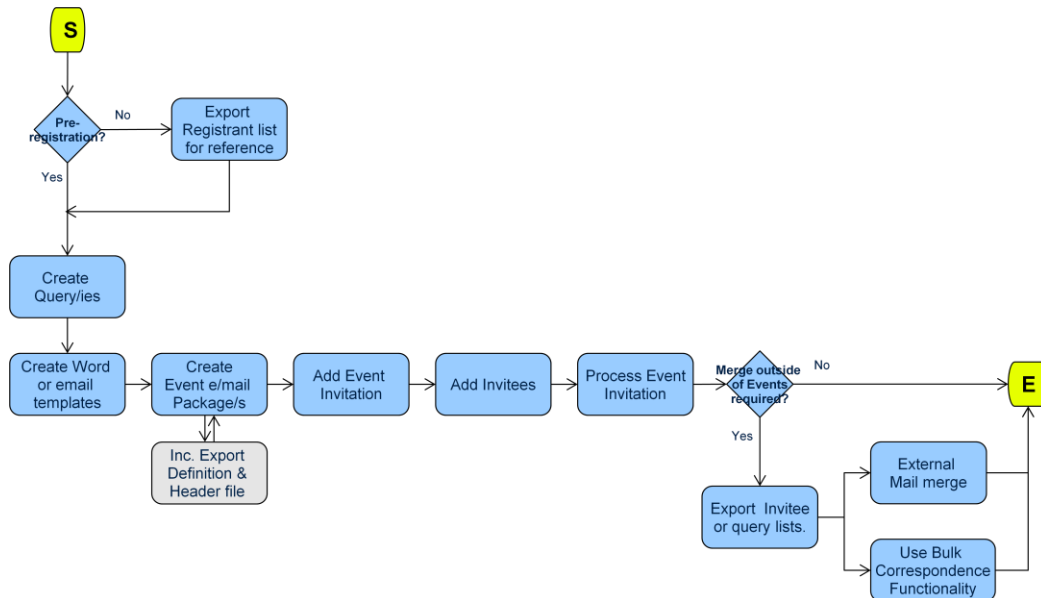 S
Pre-
registration?
No
Export
Registrant list
for reference
Yes
Create
Query/ies
Create Word
or email
templates
Create
Event e/mail
Package/s
Inc. Export
Definition &
Header file
Add Event
Invitation
Add Invitees
Process Event
Invitation
Merge outside
of Events
required?
No
E
Yes
Export Invitee
or query lists.
External
Mail merge
Use Bulk
Correspondence
Functionality